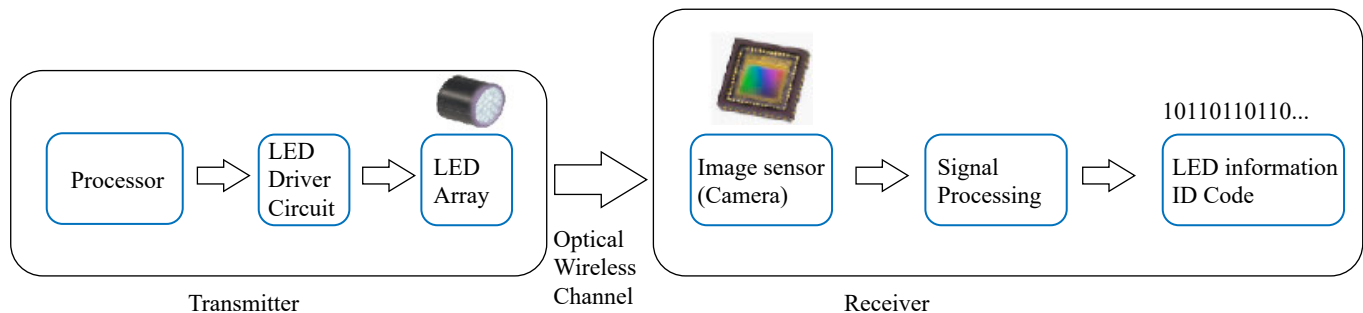 Processor
LED
Driver
Circuit
LED
Array
Transmitter
Optical
Wireless
Channel
Image sensor
(Camera)
Signal
Processing
10110110110...
LED information
ID Code
Receiver